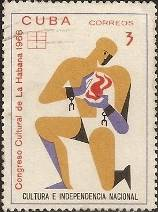 CUBA CORREOS
3
Congreso Cultural de La Habana 1968
CULTURA E INDEPENDENCIA NACIONAL